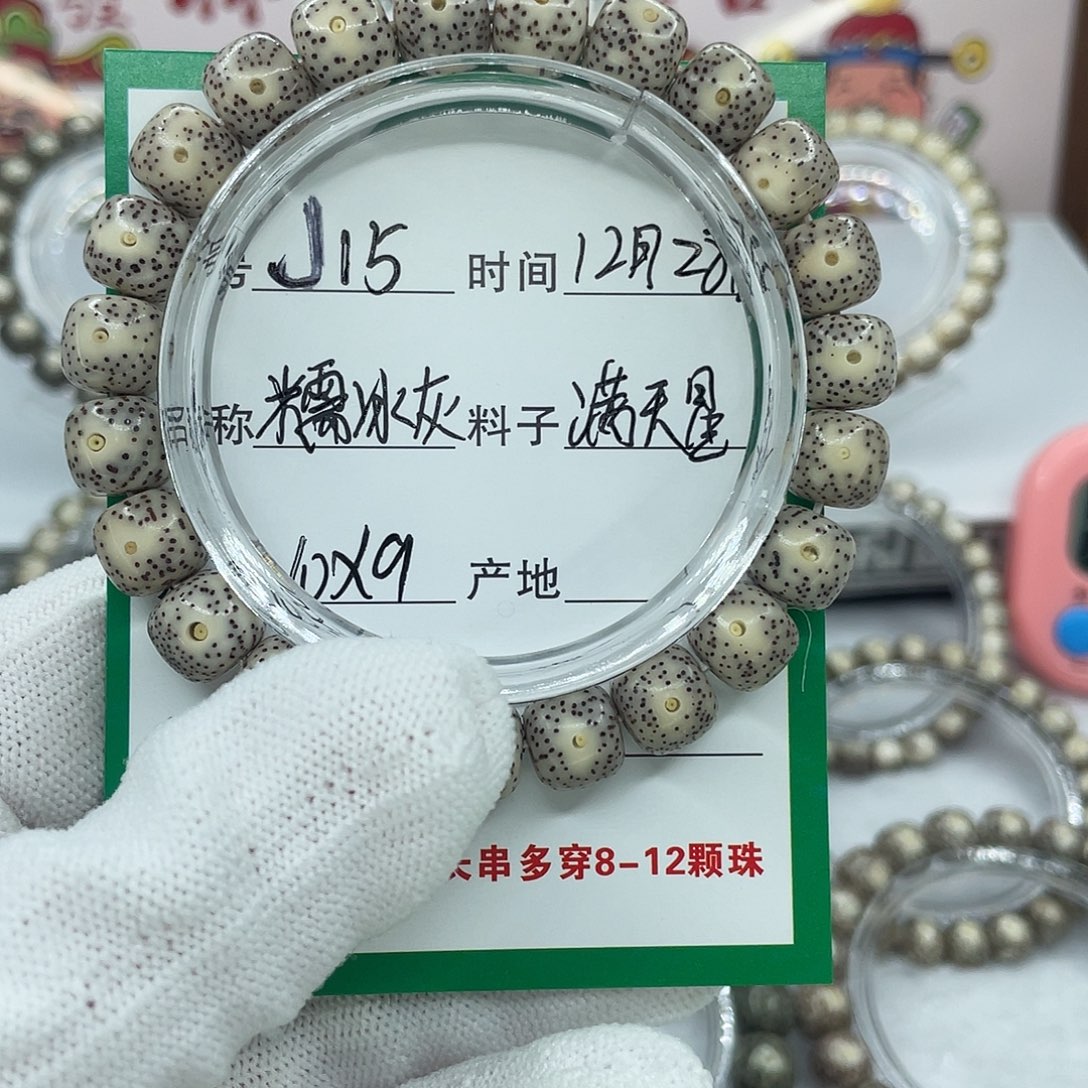 号 J15 时间 12月28
称 糯冰灰 料子 满天星
10X9 产地
串多穿8-12颗珠